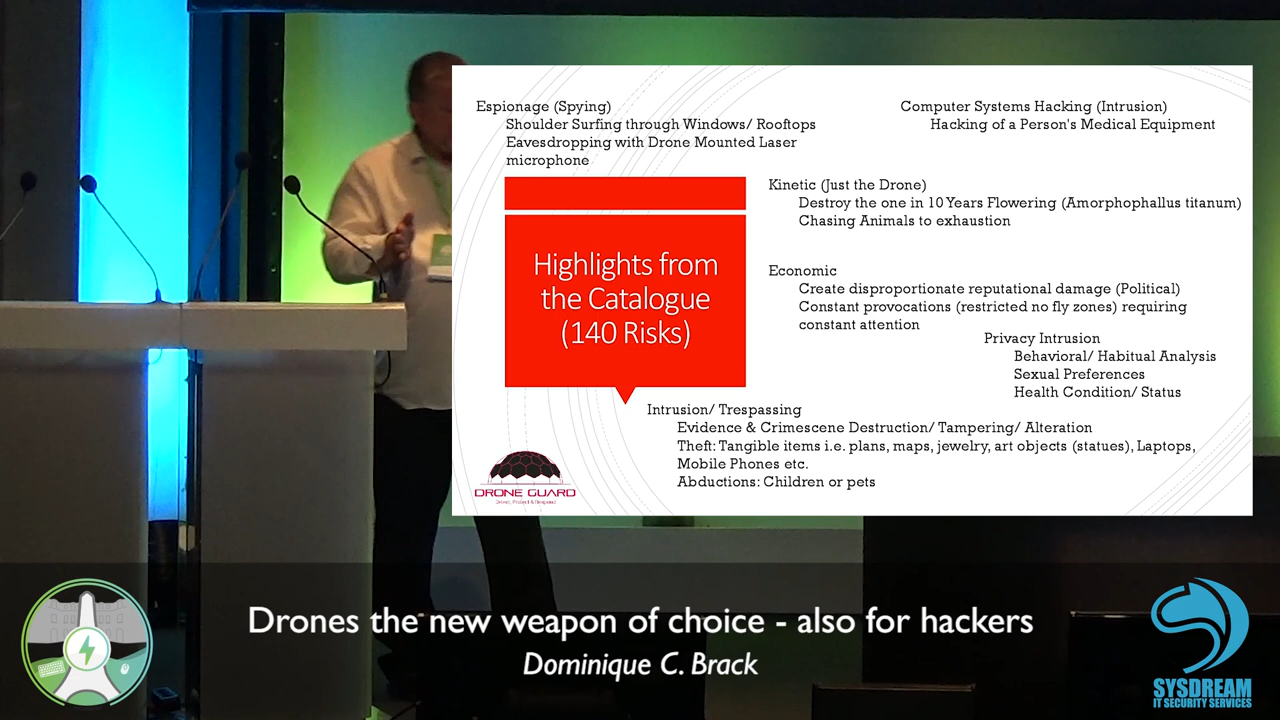 Espionage (Spying)
Shoulder Surfing through Windows/ Rooftops
Eavesdropping with Drone Mounted Laser
microphone
Computer Systems Hacking (Intrusion)
Hacking of a Person's Medical Equipment
Kinetic (Just the Drone)
Destroy the one in 10 Years Flowering (Amorphophallus titanum)
Chasing Animals to exhaustion
Highlights from
the Catalogue
(140 Risks)
Economic
Create disproportionate reputational damage (Political)
Constant provocations (restricted no fly zones) requiring
constant attention
Privacy Intrusion
Behavioral/ Habitual Analysis
Sexual Preferences
Health Condition/ Status
Intrusion/ Trespassing
Evidence & Crimescene Destruction/ Tampering/ Alteration
Theft: Tangible items i.e. plans, maps, jewelry, art objects (statues), Laptops,
Mobile Phones etc.
Abductions: Children or pets
DRONE GUARD
Detect, Protect & Respond
Drones the new weapon of choice - also for hackers
Dominique C. Brack
SYSDREAM
IT SECURITY SERVICES